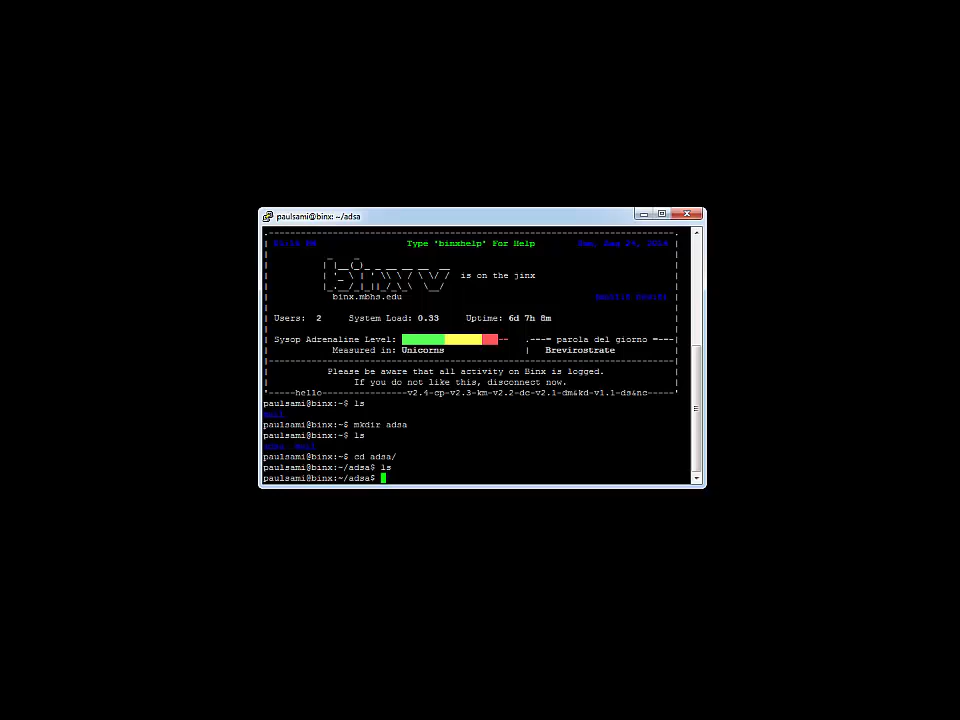 paulsami@binx: ~/adsa
Type 'binxhelp' For Help Sun, Aug 24, 2014
is on the jinx
binx.mbhs.edu
Users: 2 System Load: 0.33 Uptime: 6d 7h 8m
Sysop Adrenaline Level: -- .---= parola del giorno =---|
Measured in: Unicorns | Brevirostrate
Please be aware that all activity on Binx is logged.
If you do not like this, disconnect now.
'-----hello----------------v2.4-cp-v2.3-km-v2.2-dc-v2.1-dm&kd-v1.1-ds&nc-----'
paulsami@binx:~$ ls
mail
paulsami@binx:~$ mkdir adsa
paulsami@binx:~$ ls
adsa mail
paulsami@binx:~$ cd adsa/
paulsami@binx:~/adsa$ ls
paulsami@binx:~/adsa$